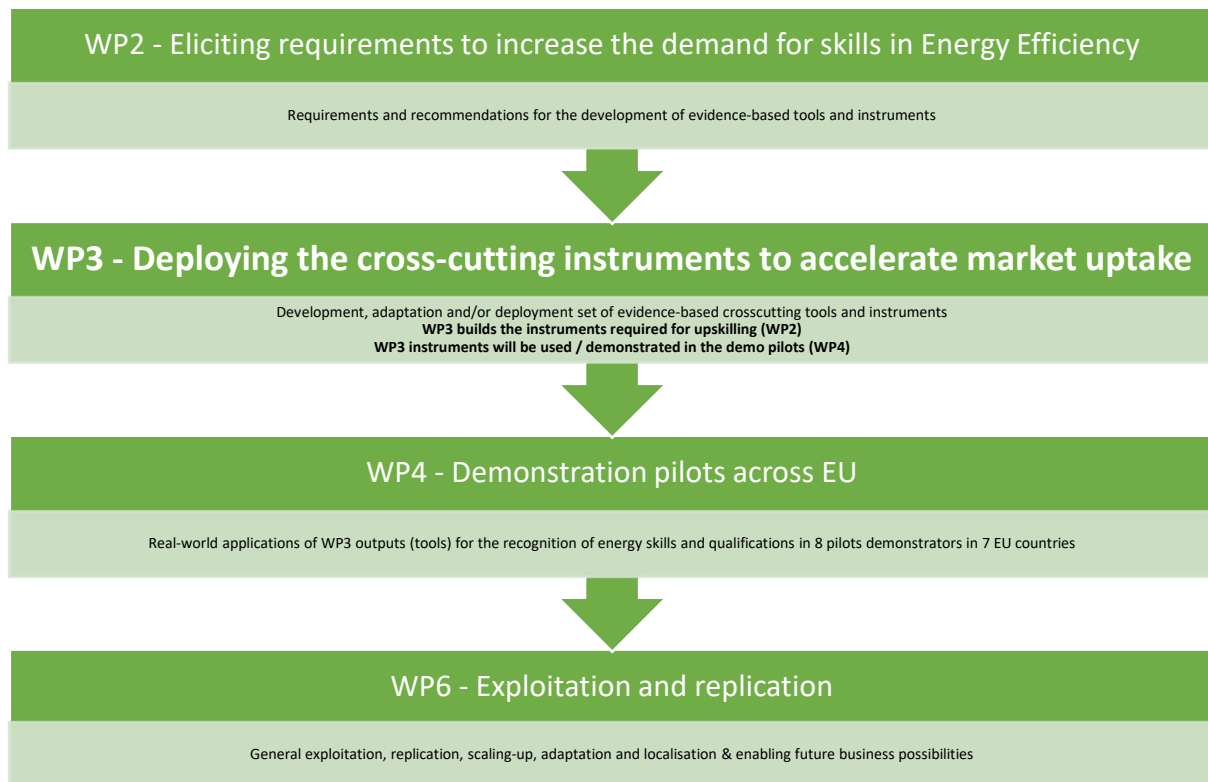 WP2 - Eliciting requirements to increase the demand for skills in Energy Efficiency
Requirements and recommendations for the development of evidence-based tools and instruments
WP3 - Deploying the cross-cutting instruments to accelerate market uptake
Development, adaptation and/or deployment set of evidence-based crosscutting tools and instruments
WP3 builds the instruments required for upskilling (WP2)
WP3 instruments will be used / demonstrated in the demo pilots (WP4)
WP4 - Demonstration pilots across EU
Real-world applications of WP3 outputs (tools) for the recognition of energy skills and qualifications in 8 pilots demonstrators in 7 EU countries
WP6 - Exploitation and replication
General exploitation, replication, scaling-up, adaptation and localisation & enabling future business possibilities